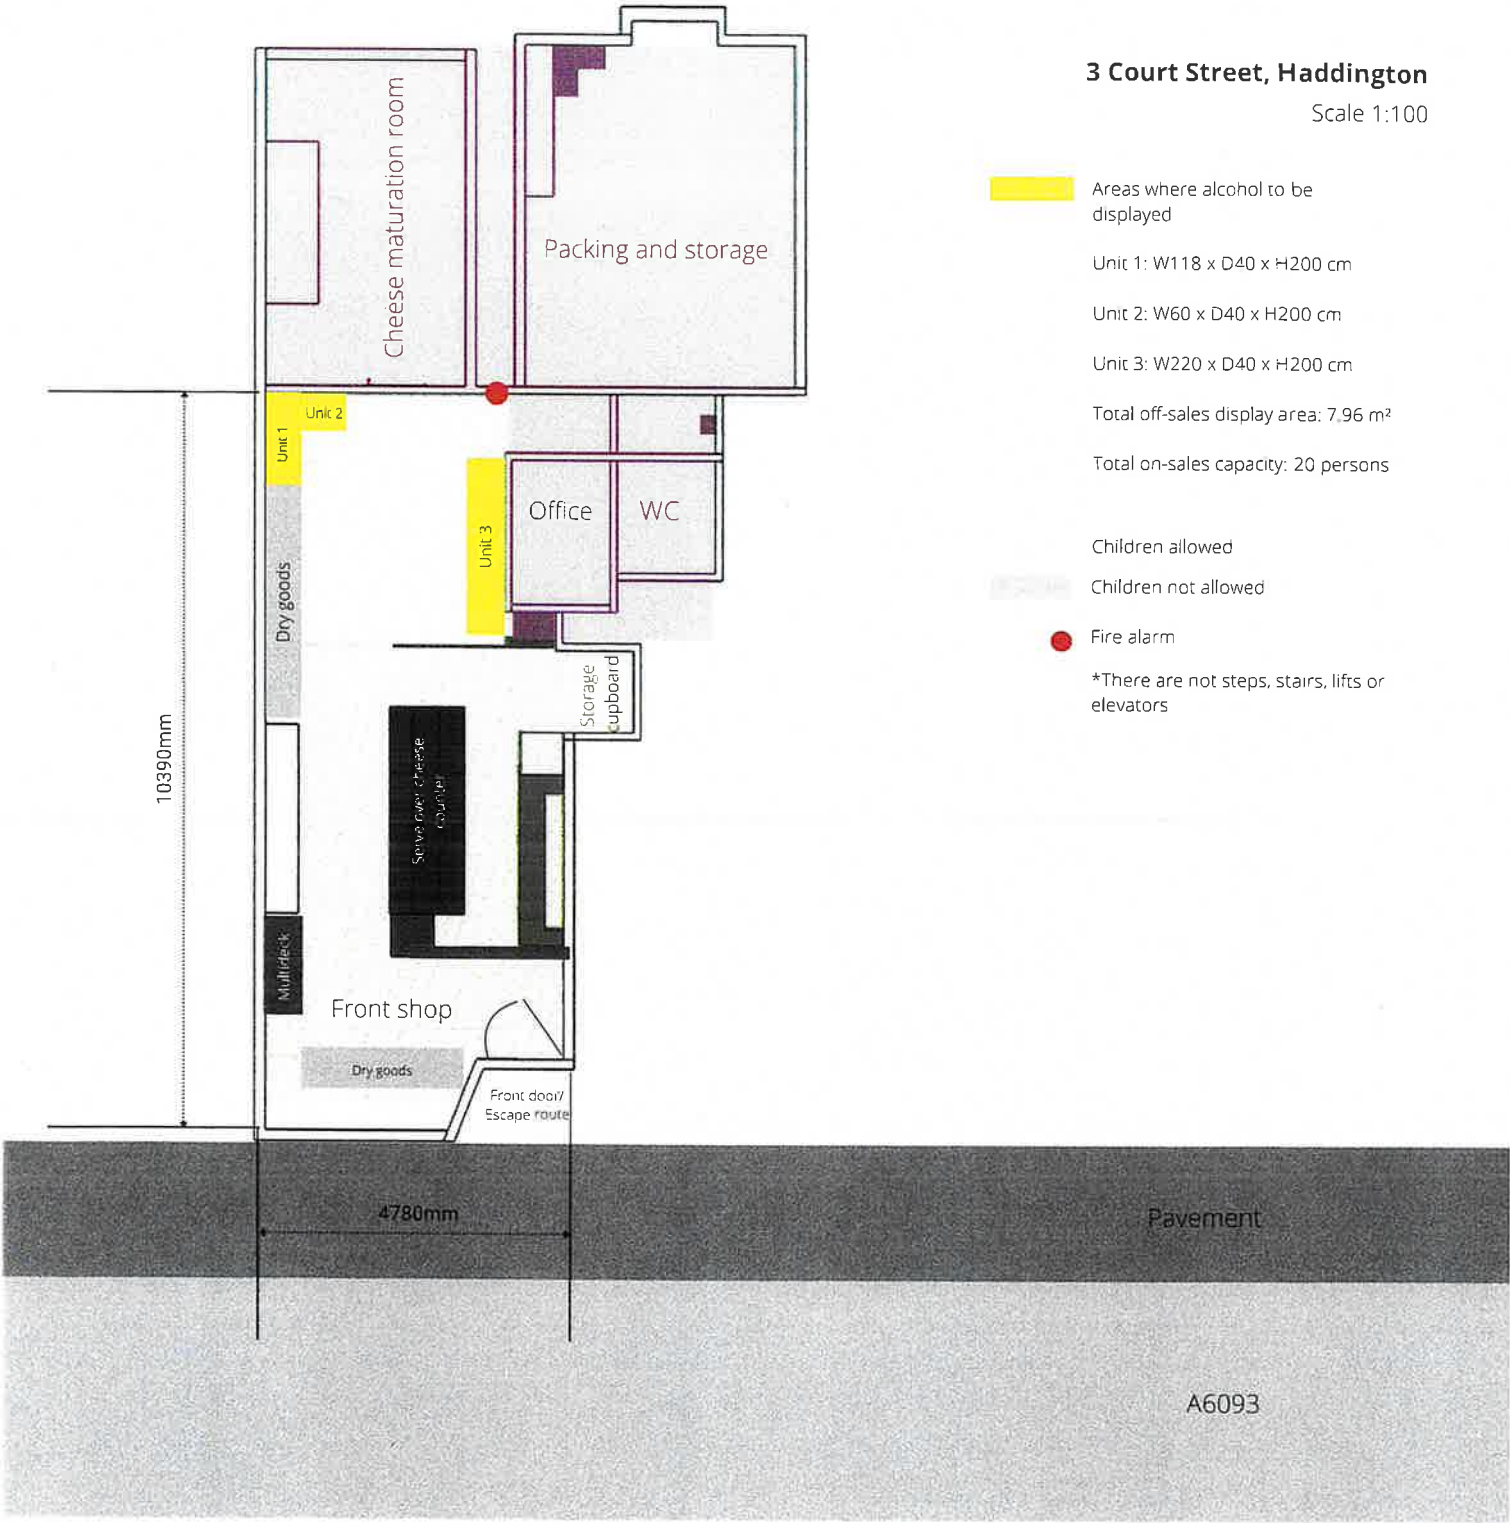 3 Court Street, Haddington
Scale 1:100
Areas where alcohol to be
displayed
Unit 1: W118 x D40 x H200 cm
Unit 2: W60 x D40 x H200 cm
Unit 3: W220 x D40 x H200 cm
Total off-sales display area: 7.96 m²
Total on-sales capacity: 20 persons
Children allowed
Children not allowed
Fire alarm
*There are not steps, stairs, lifts or
elevators
Cheese maturation room
Packing and storage
Unit 2
Unit 1
Unit 3
Office
WC
Dry goods
Storage
cupboard
10390mm
Serve over cheese
counter
Multideck
Front shop
Dry goods
Front door/
Escape route
4780mm
Pavement
A6093